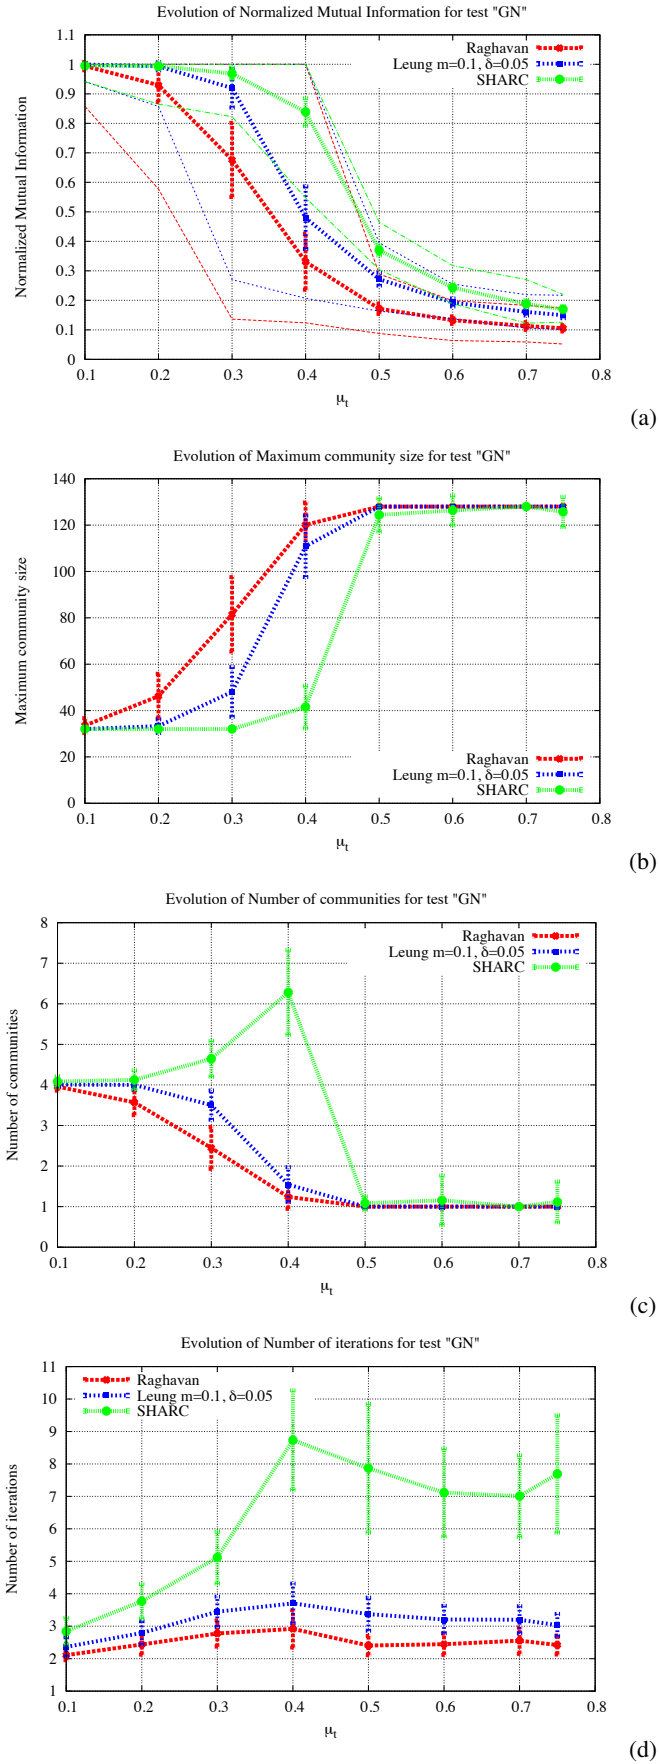 Evolution of Normalized Mutual Information for test "GN"
1.1
1
0.9
0.8
0.7
0.6
0.5
0.4
0.3
0.2
0.1
0
Normalized Mutual Information
Raghavan
Leung m=0.1, δ=0.05
SHARC
0.1 0.2 0.3 0.4 0.5 0.6 0.7 0.8
μt
(a)
Evolution of Maximum community size for test "GN"
140
120
100
80
60
40
20
0
Maximum community size
Raghavan
Leung m=0.1, δ=0.05
SHARC
0.1 0.2 0.3 0.4 0.5 0.6 0.7 0.8
μt
(b)
Evolution of Number of communities for test "GN"
8
7
6
5
4
3
2
1
0
Number of communities
Raghavan
Leung m=0.1, δ=0.05
SHARC
0.1 0.2 0.3 0.4 0.5 0.6 0.7 0.8
μt
(c)
Evolution of Number of iterations for test "GN"
11
10
9
8
7
6
5
4
3
2
1
Number of iterations
Raghavan
Leung m=0.1, δ=0.05
SHARC
0.1 0.2 0.3 0.4 0.5 0.6 0.7 0.8
μt
(d)